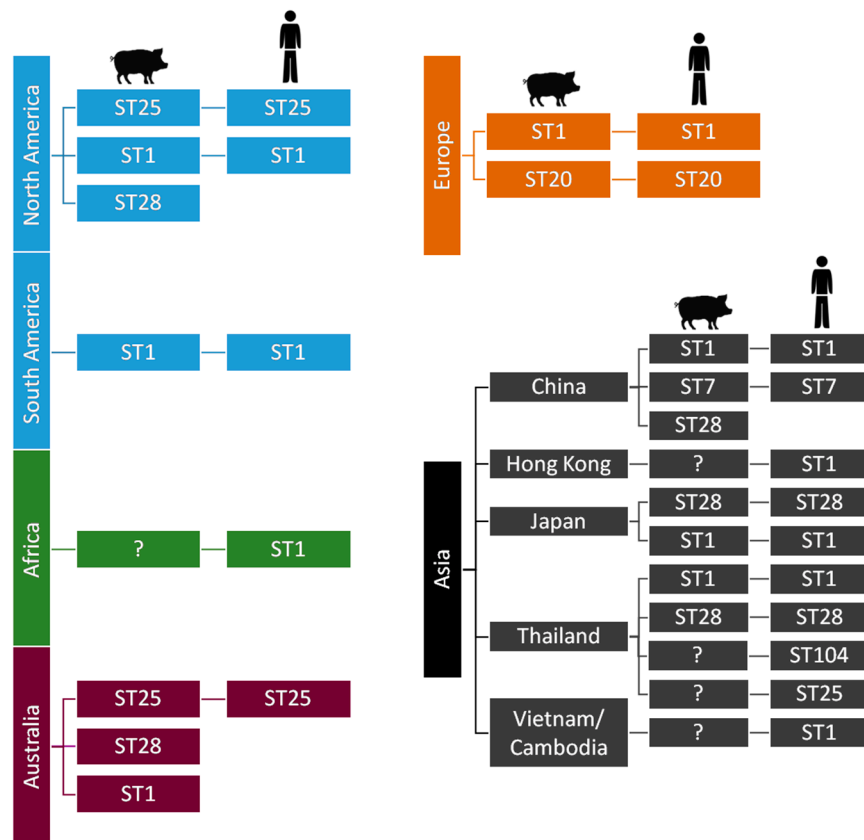 North America
ST25 ST25
ST1 ST1
ST28
South America
ST1 ST1
Africa
? ST1
Australia
ST25 ST25
ST28
ST1
Europe
ST1 ST1
ST20 ST20
Asia
China
ST1 ST1
ST7 ST7
ST28
Hong Kong
? ST1
Japan
ST28 ST28
ST1 ST1
Thailand
ST1 ST1
ST28 ST28
? ST104
? ST25
Vietnam/
Cambodia
? ST1